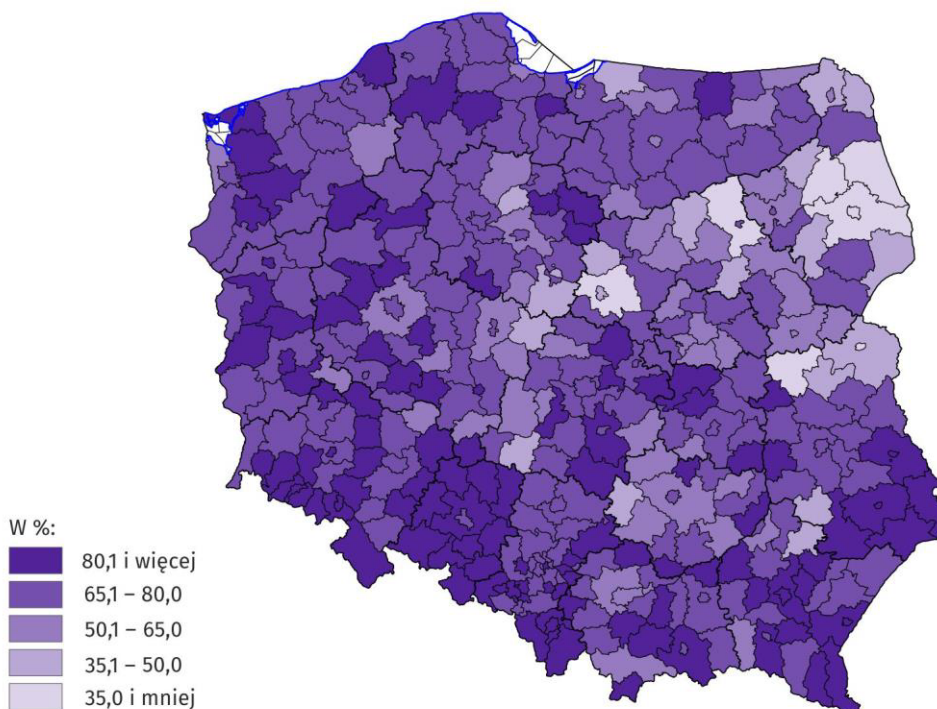 W %:
80,1 i więcej
65,1 – 80,0
50,1 – 65,0
35,1 – 50,0
35,0 i mniej